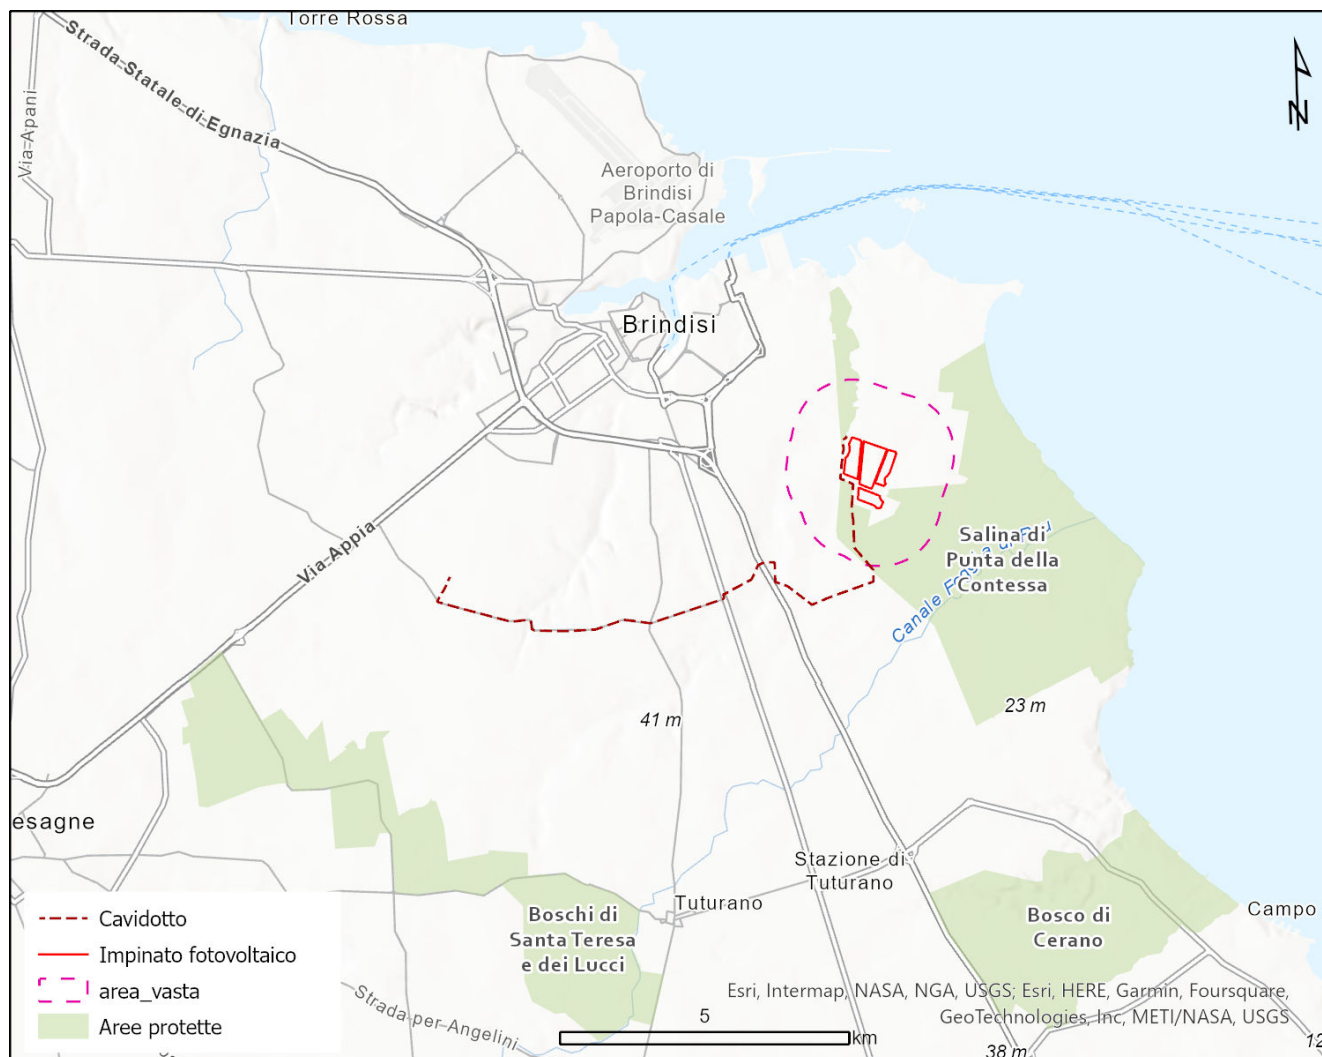 Torre Rossa
Strada Statale di Egnazia
Via Apani
N
Aeroporto di
Brindisi
Papola-Casale
Brindisi
Via Appia
Salina di
Punta della
Contessa
41 m
23 m
esagne
Stazione di
Tuturano
Tuturano
Boschi di
Santa Teresa
e dei Lucci
Bosco di
Cerano
Campo
Strada per Angelini
Cavidotto
Impinato fotovoltaico
area_vasta
Aree protette
5
km
Esri, Intermap, NASA, NGA, USGS; Esri, HERE, Garmin, Foursquare,
GeoTechnologies, Inc, METI/NASA, USGS
38 m
12